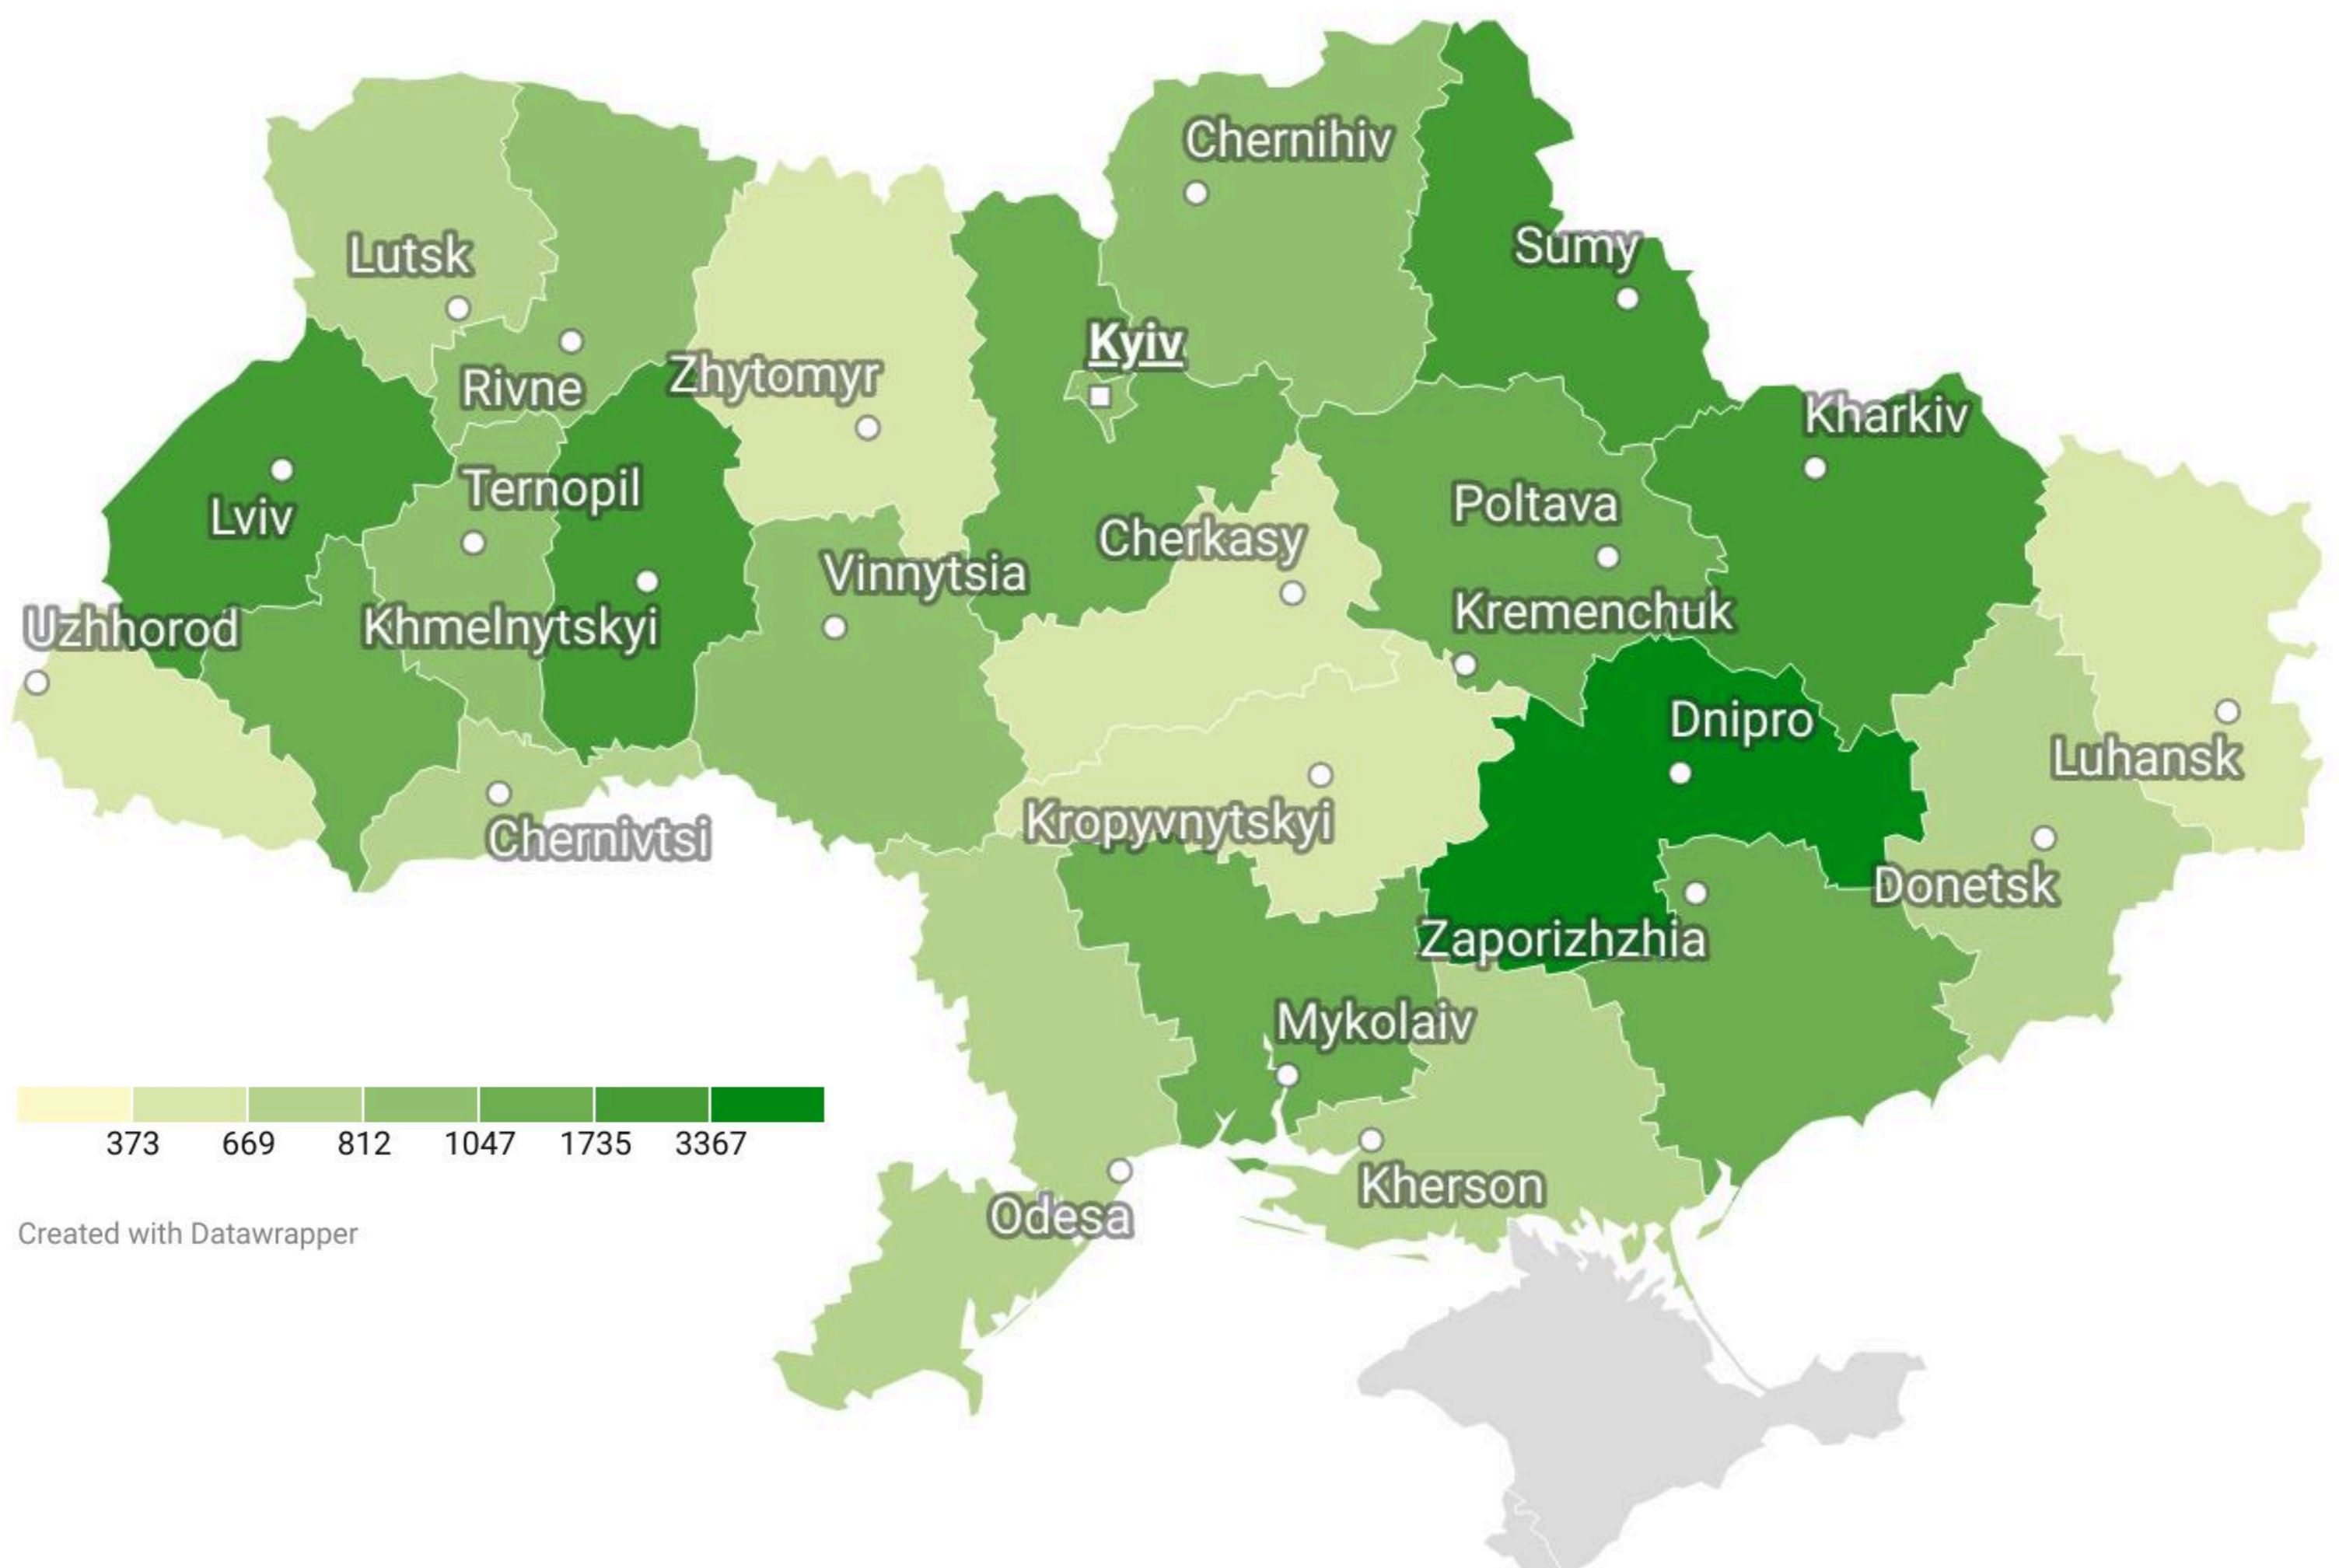 Chernihiv
Sumy
Lutsk
Kyiv
Zhytomyr
Rivne
Kharkiv
Ternopil
Lviv
Poltava
Cherkasy
Vinnytsia
Kremenchuk
Uzhhorod
Khmelnytskyi
Dnipro
Luhansk
Kropyvnytskyi
Chernivtsi
Donetsk
Zaporizhzhia
Mykolaiv
373 669 812 1047 1735 3367
Kherson
Odesa
Created with Datawrapper